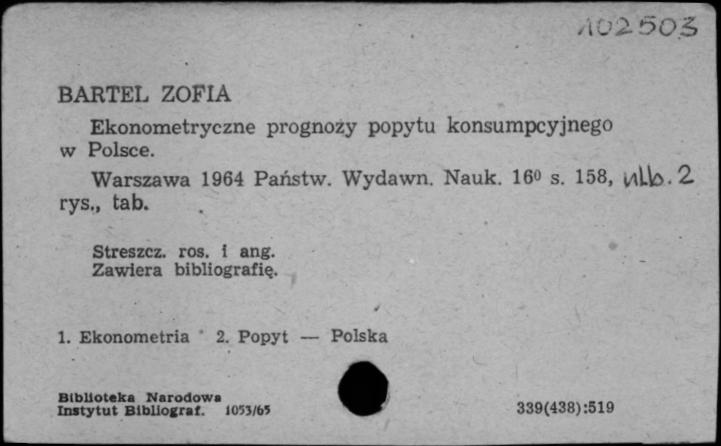 102503
BARTEL ZOFIA
Ekonometryczne prognozy popytu konsumpcyjnego
w Polsce.
Warszawa 1964 Państw. Wydawn. Nauk. 16⁰ s. 158, nlb. 2
rys., tab.
Streszcz. ros. i ang.
Zawiera bibliografię.
1. Ekonometria 2. Popyt — Polska
Biblioteka Narodowa
Instytut Bibliograf. 1053/65
339(438):519